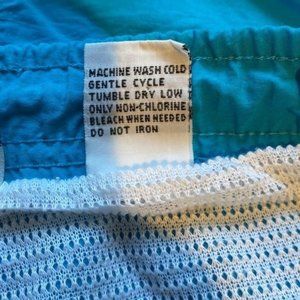 MACHINE WASH COLD
GENTLE CYCLE
TUMBLE DRY LOW
ONLY NON-CHLORINE
BLEACH WHEN NEEDED
DO NOT IRON